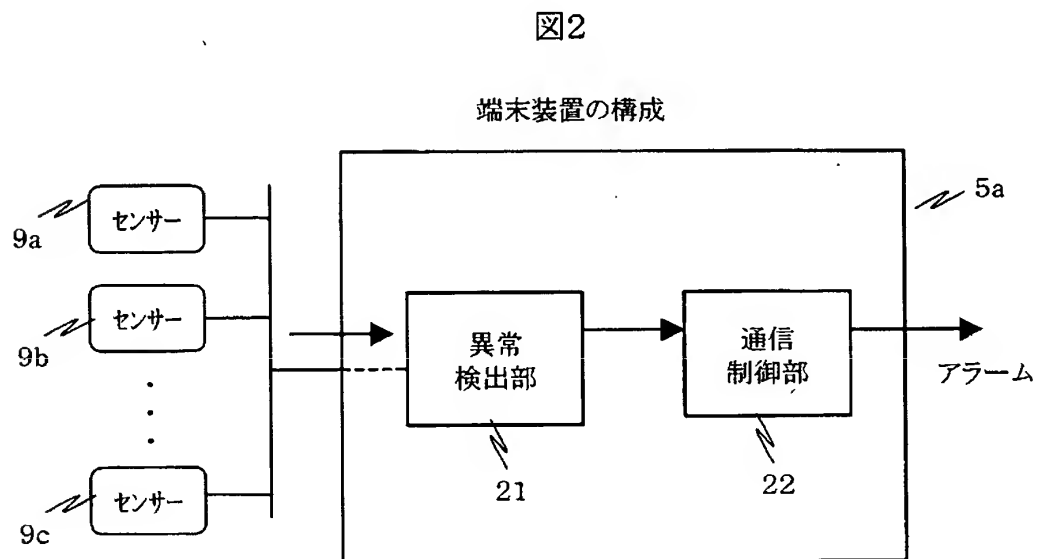 図2
端末装置の構成
5a
センサー
9a
センサー
9b
センサー
9c
異常
検出部
21
通信
制御部
22
アラーム